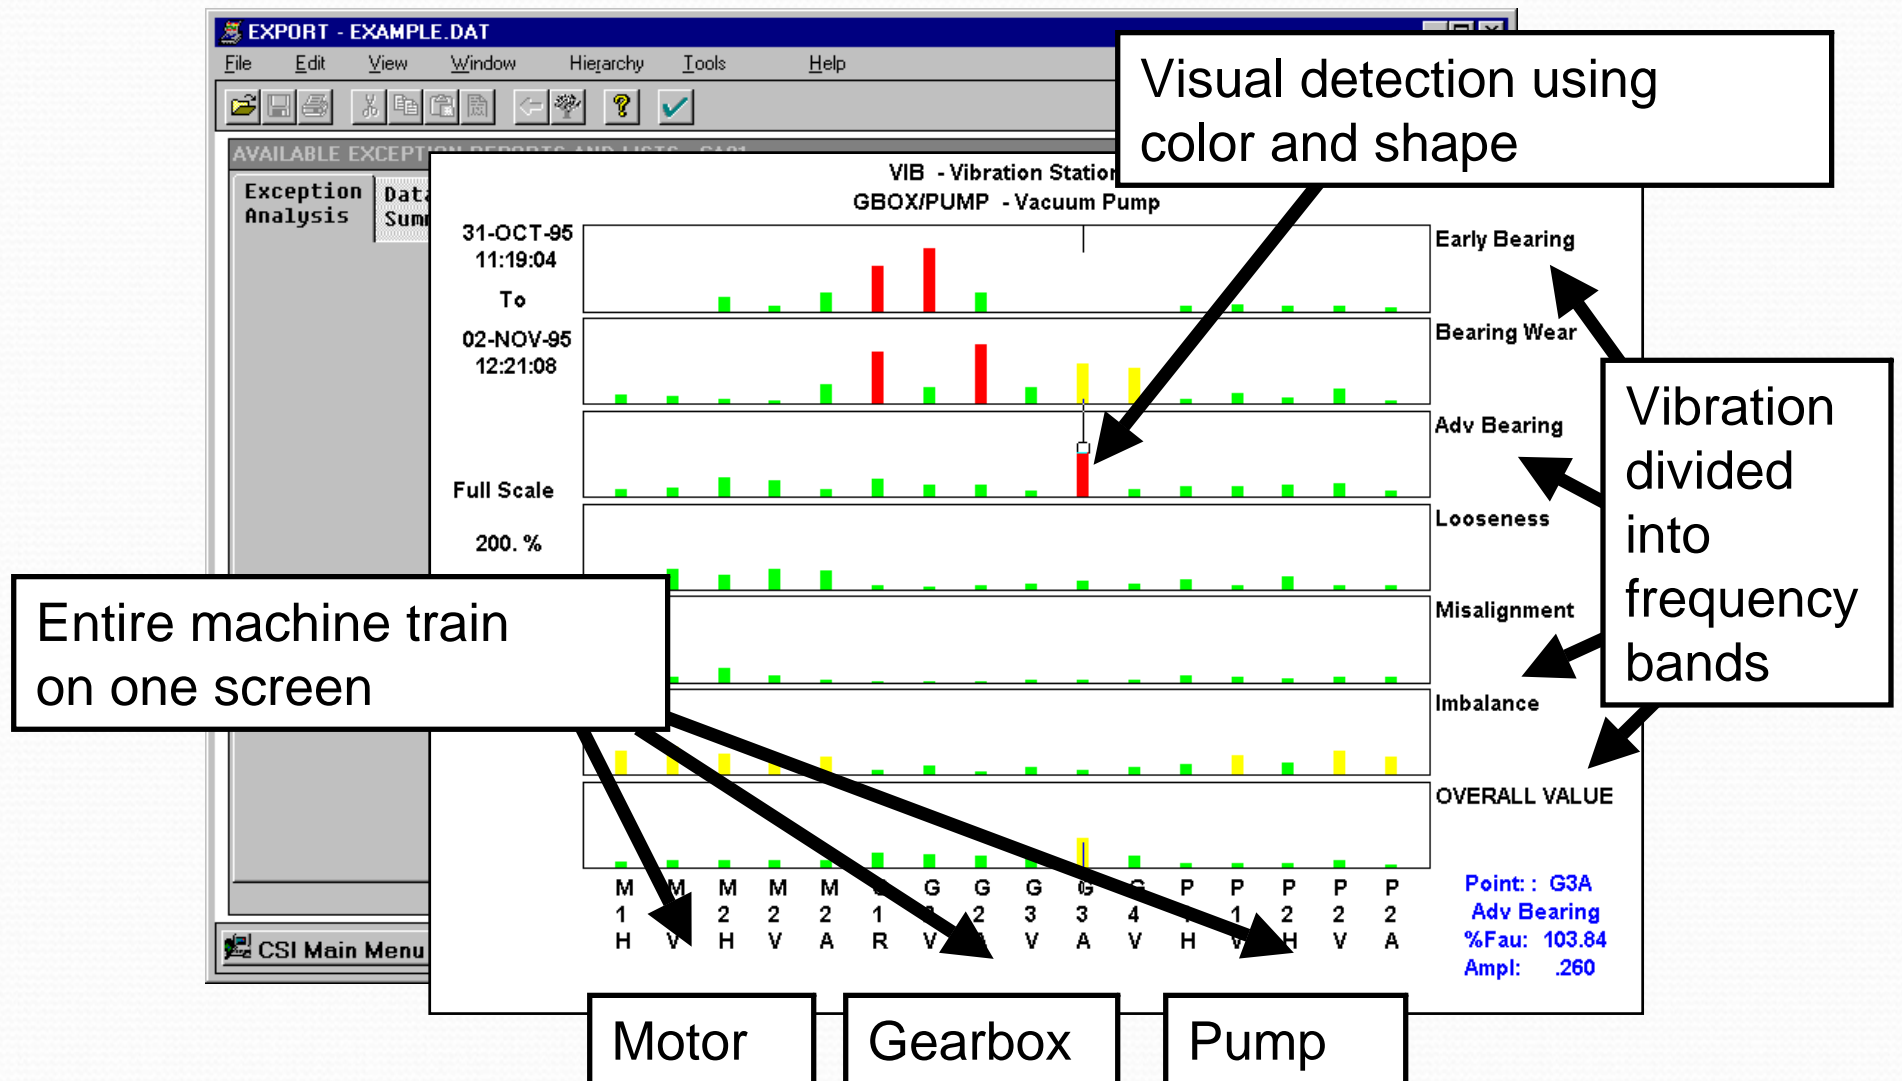 EXPORT - EXAMPLE.DAT
File Edit View Window Hierarchy Tools Help
Visual detection using
color and shape
Exception
Analysis
VIB - Vibration Station
GBOX/PUMP - Vacuum Pump
31-OCT-95
11:19:04
To
02-NOV-95
12:21:08
Full Scale
200. %
Early Bearing
Bearing Wear
Adv Bearing
Looseness
Misalignment
Imbalance
OVERALL VALUE
Vibration
divided
into
frequency
bands
Entire machine train
on one screen
M M M M M G G G G P P P P P
1 2 2 2 1 2 3 3 4 1 2 2 2
H V H V A R V V A V H V H V A
Point: : G3A
Adv Bearing
%Fau: 103.84
Ampl: .260
CSI Main Menu
Motor
Gearbox
Pump